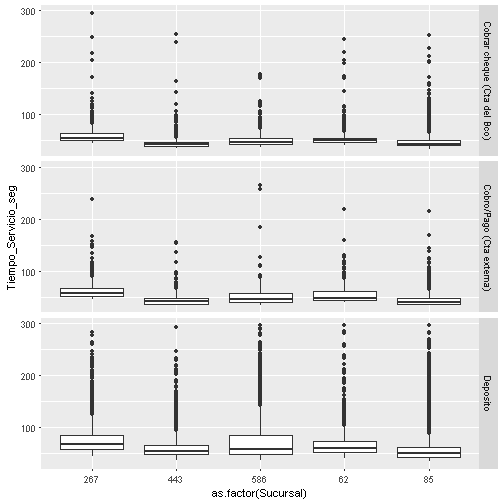 300
200
100
Cobrar cheque (Cta del Bco)
300
200
100
Cobro/Pago (Cta externa)
300
200
100
Deposito
Tiempo_Servicio_seg
267 443 586 62 85
as.factor(Sucursal)